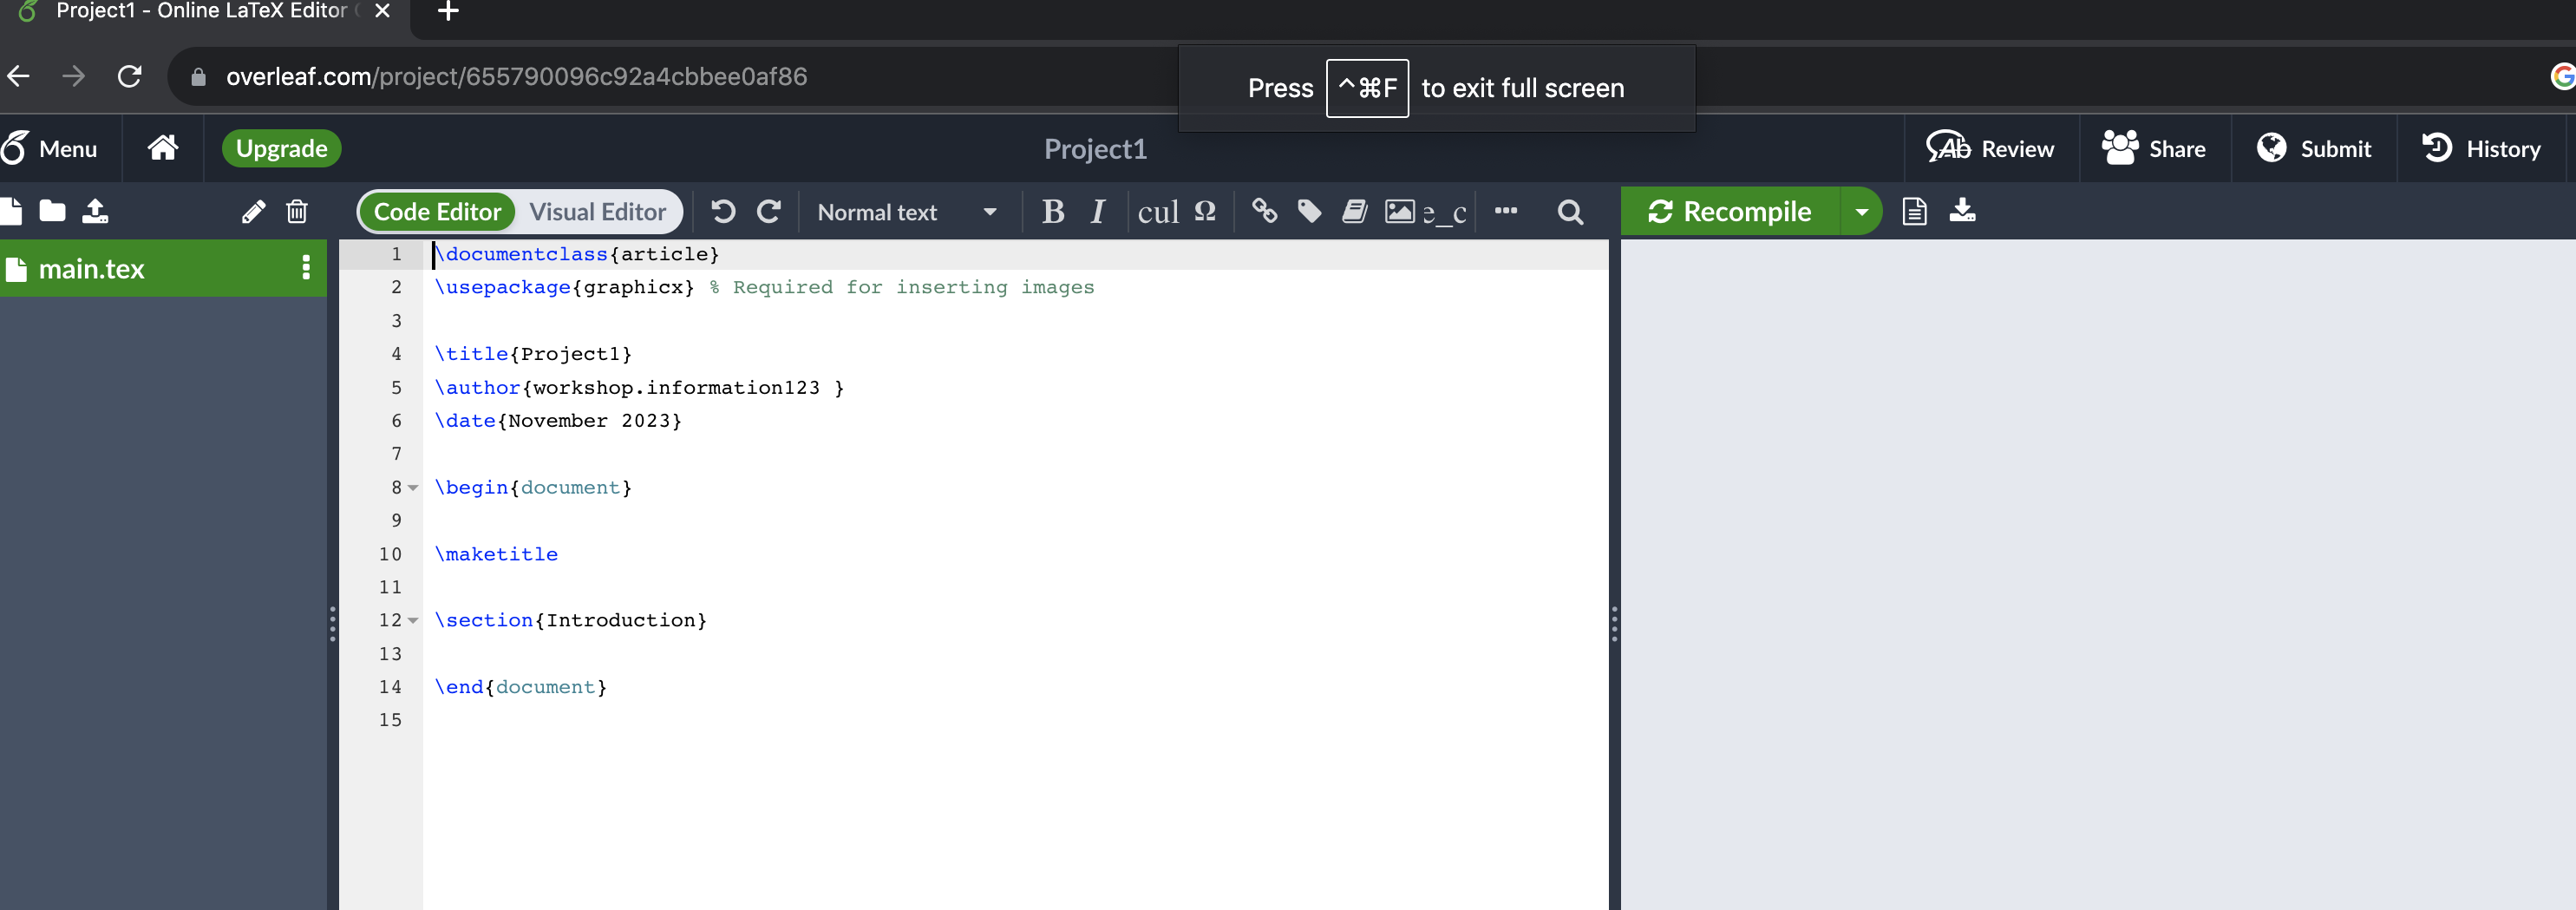 Project1 - Online LaTeX Editor
overleaf.com/project/655790096c92a4cbbee0af86
Press ^⌘F to exit full screen
Menu
Upgrade
Project1
Review
Share
Submit
History
Code Editor
Visual Editor
Normal text
B I cul Ω
Recompile
main.tex
1 \documentclass{article}
2 \usepackage{graphicx} % Required for inserting images
3
4 \title{Project1}
5 \author{workshop.information123 }
6 \date{November 2023}
7
8 \begin{document}
9
10 \maketitle
11
12 \section{Introduction}
13
14 \end{document}
15